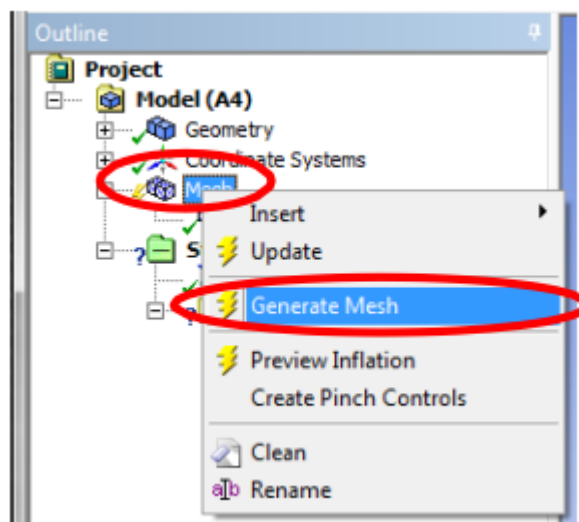 Outline
Project
Model (A4)
Geometry
Coordinate Systems
Mesh
Insert
S
Update
Generate Mesh
Preview Inflation
Create Pinch Controls
Clean
Rename